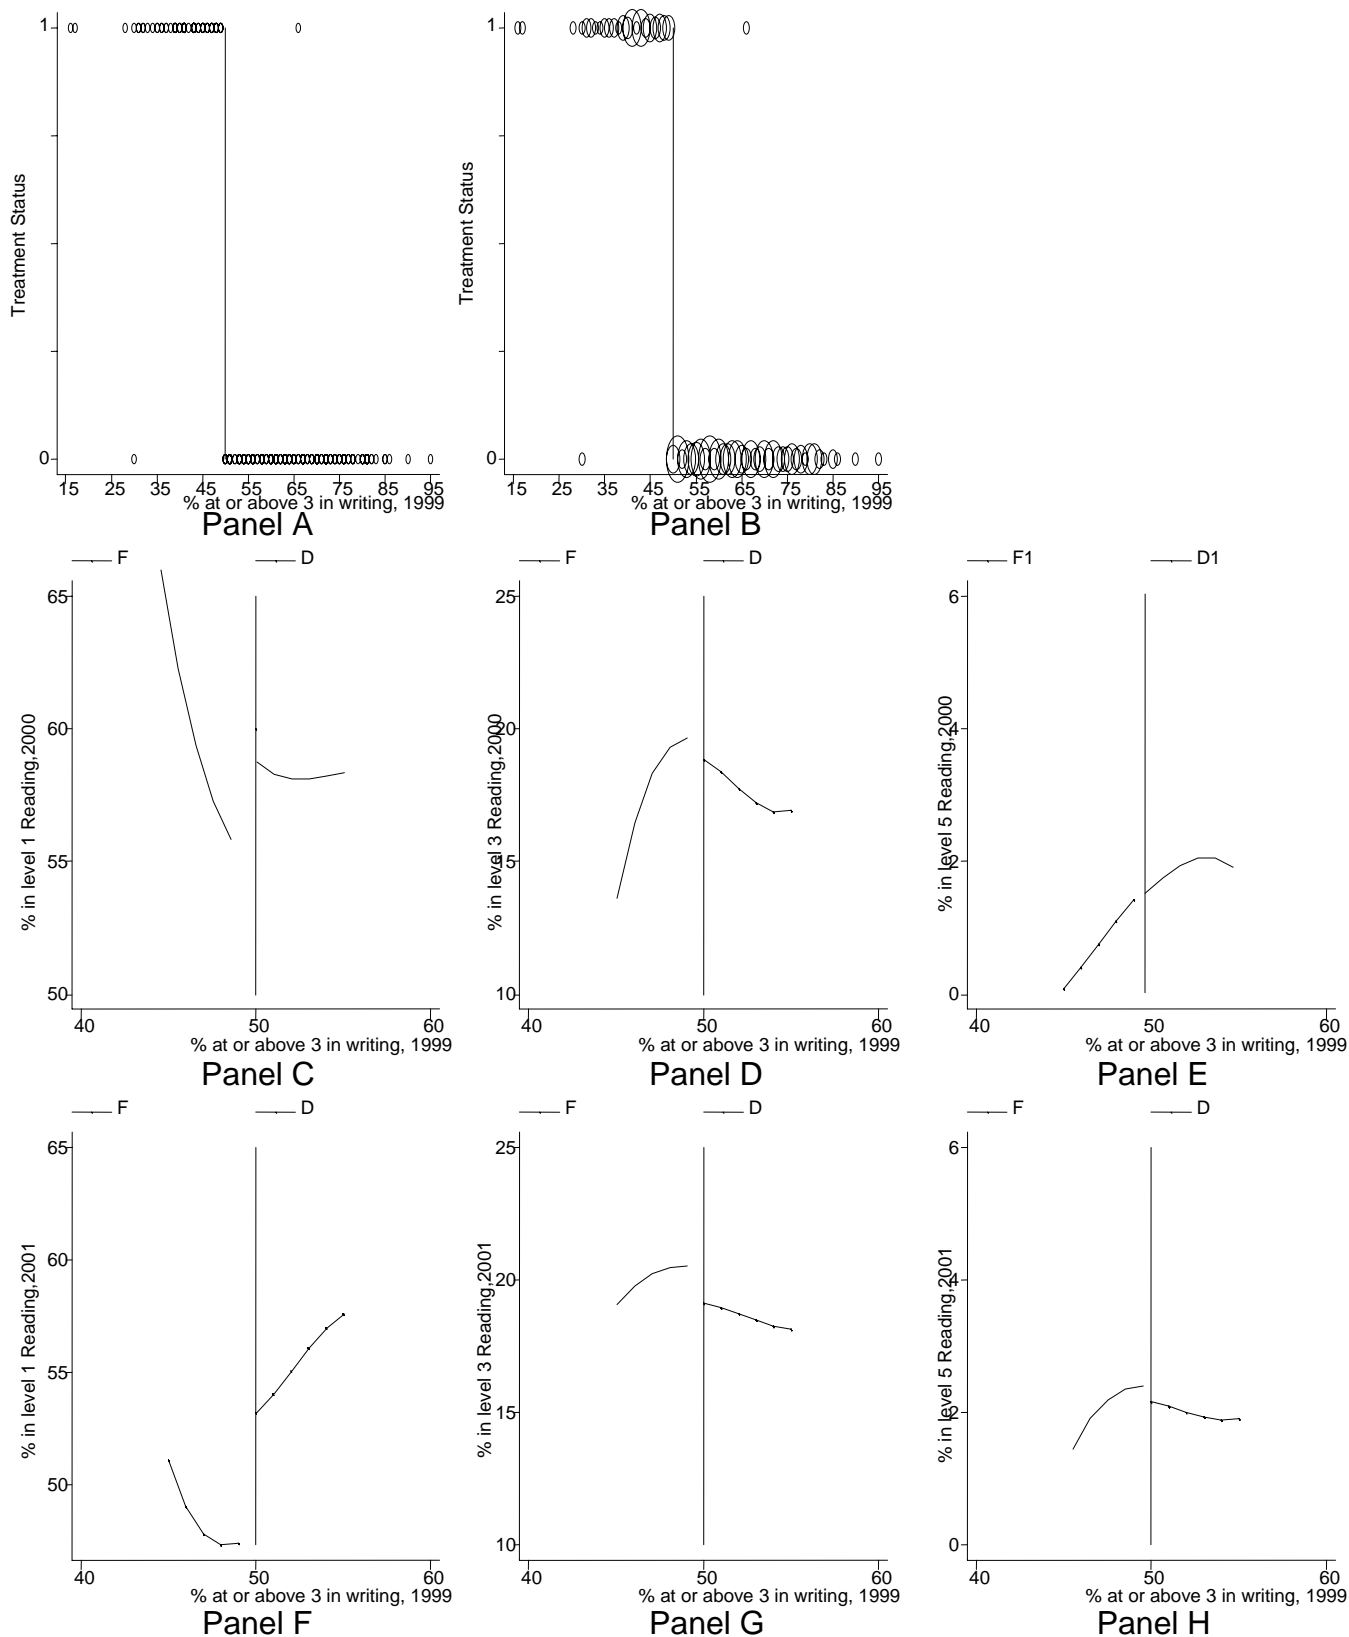 1
Treatment Status
0
15 25 35 45 55 65 75 85 95
% at or above 3 in writing, 1999
Panel A
1
Treatment Status
0
15 25 35 45 55 65 75 85 95
% at or above 3 in writing, 1999
Panel B
F D
65
60
55
50
% in level 1 Reading,2000
40 50 60
% at or above 3 in writing, 1999
Panel C
F D
25
20
15
10
% in level 3 Reading,2000
40 50 60
% at or above 3 in writing, 1999
Panel D
F1 D1
6
4
2
0
% in level 5 Reading,2000
40 50 60
% at or above 3 in writing, 1999
Panel E
F D
65
60
55
50
% in level 1 Reading,2001
40 50 60
% at or above 3 in writing, 1999
Panel F
F D
25
20
15
10
% in level 3 Reading,2001
40 50 60
% at or above 3 in writing, 1999
Panel G
F D
6
4
2
0
% in level 5 Reading,2001
40 50 60
% at or above 3 in writing, 1999
Panel H